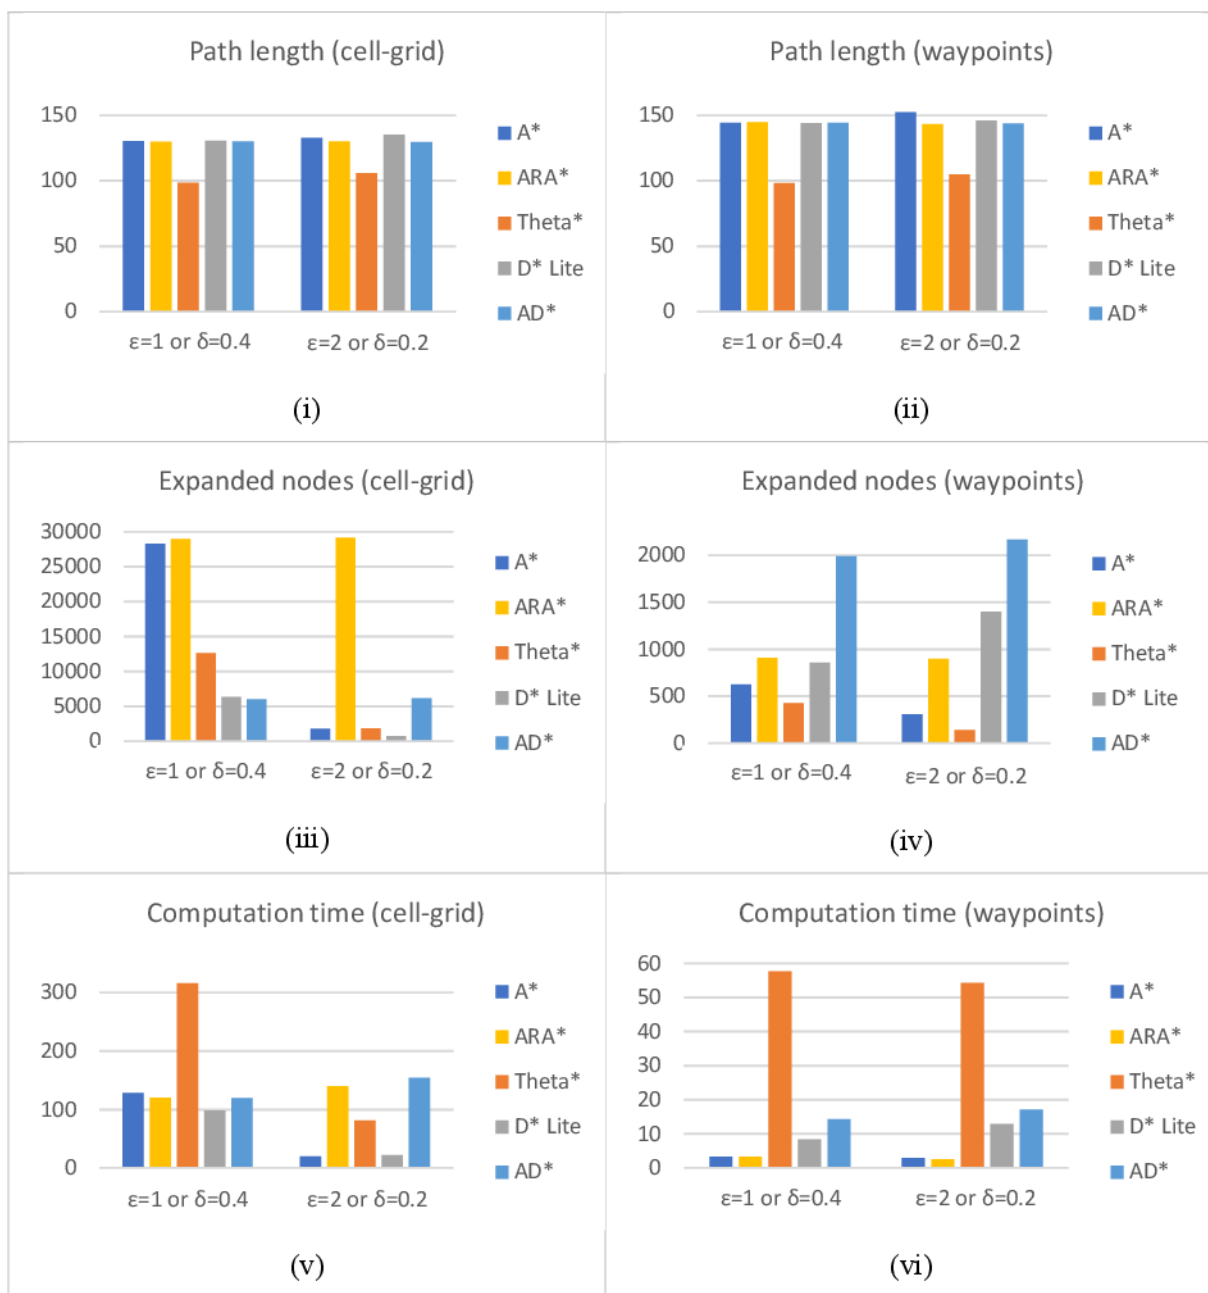 Path length (cell-grid)
150
100
50
0
ε=1 or δ=0.4
ε=2 or δ=0.2
A*
ARA*
Theta*
D* Lite
AD*
(i)
Path length (waypoints)
150
100
50
0
ε=1 or δ=0.4
ε=2 or δ=0.2
A*
ARA*
Theta*
D* Lite
AD*
(ii)
Expanded nodes (cell-grid)
30000
25000
20000
15000
10000
5000
0
ε=1 or δ=0.4
ε=2 or δ=0.2
A*
ARA*
Theta*
D* Lite
AD*
(iii)
Expanded nodes (waypoints)
2000
1500
1000
500
0
ε=1 or δ=0.4
ε=2 or δ=0.2
A*
ARA*
Theta*
D* Lite
AD*
(iv)
Computation time (cell-grid)
300
200
100
0
ε=1 or δ=0.4
ε=2 or δ=0.2
A*
ARA*
Theta*
D* Lite
AD*
(v)
Computation time (waypoints)
60
50
40
30
20
10
0
ε=1 or δ=0.4
ε=2 or δ=0.2
A*
ARA*
Theta*
D* Lite
AD*
(vi)